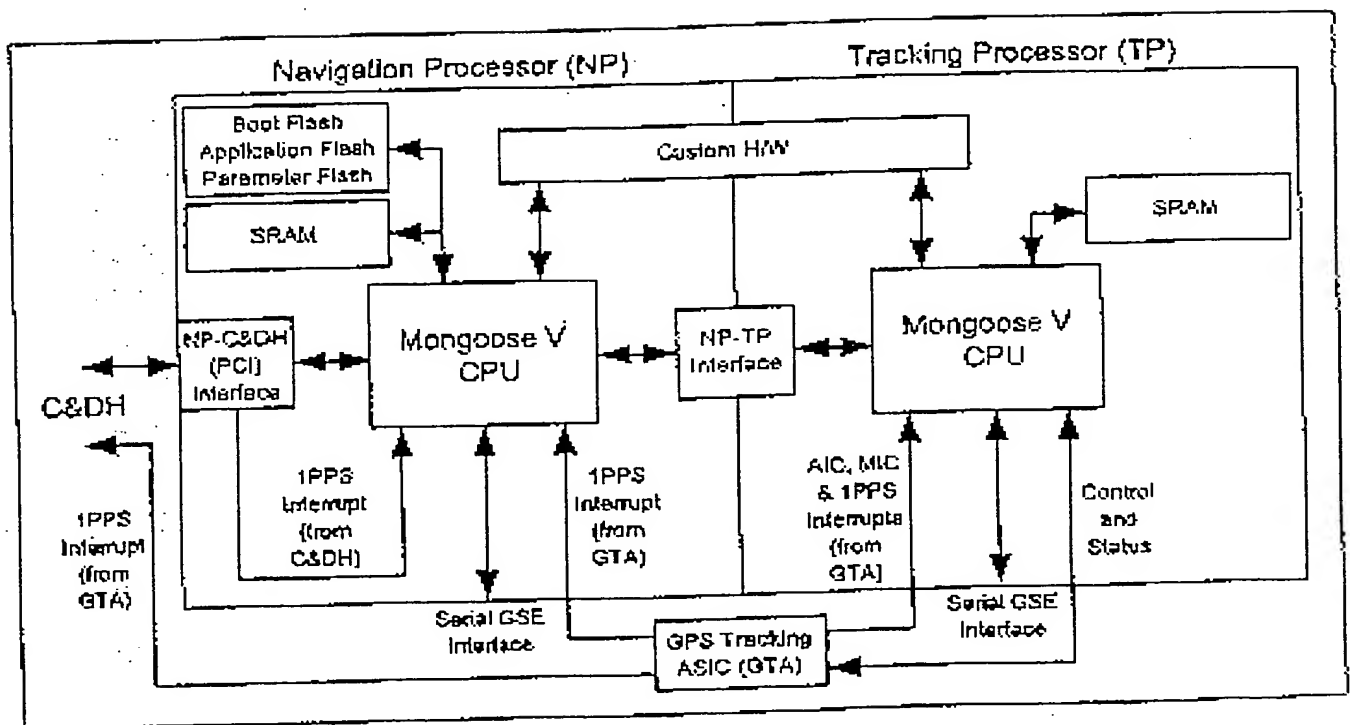 Navigation Processor (NP)
Tracking Processor (TP)
Boot Flash
Application Flash
Parameter Flash
Custom H/W
SRAM
SRAM
NP-C&DH
(PCI)
Interface
Mongoose V
CPU
NP-TP
Interface
Mongoose V
CPU
C&DH
1PPS
Interrupt
(from
GTA)
1PPS
Interrupt
(from
C&DH)
1PPS
Interrupt
(from
GTA)
AIC, MIC
& 1PPS
Interrupts
(from
GTA)
Control
and
Status
Serial GSE
Interface
GPS Tracking
ASIC (GTA)
Serial GSE
Interface